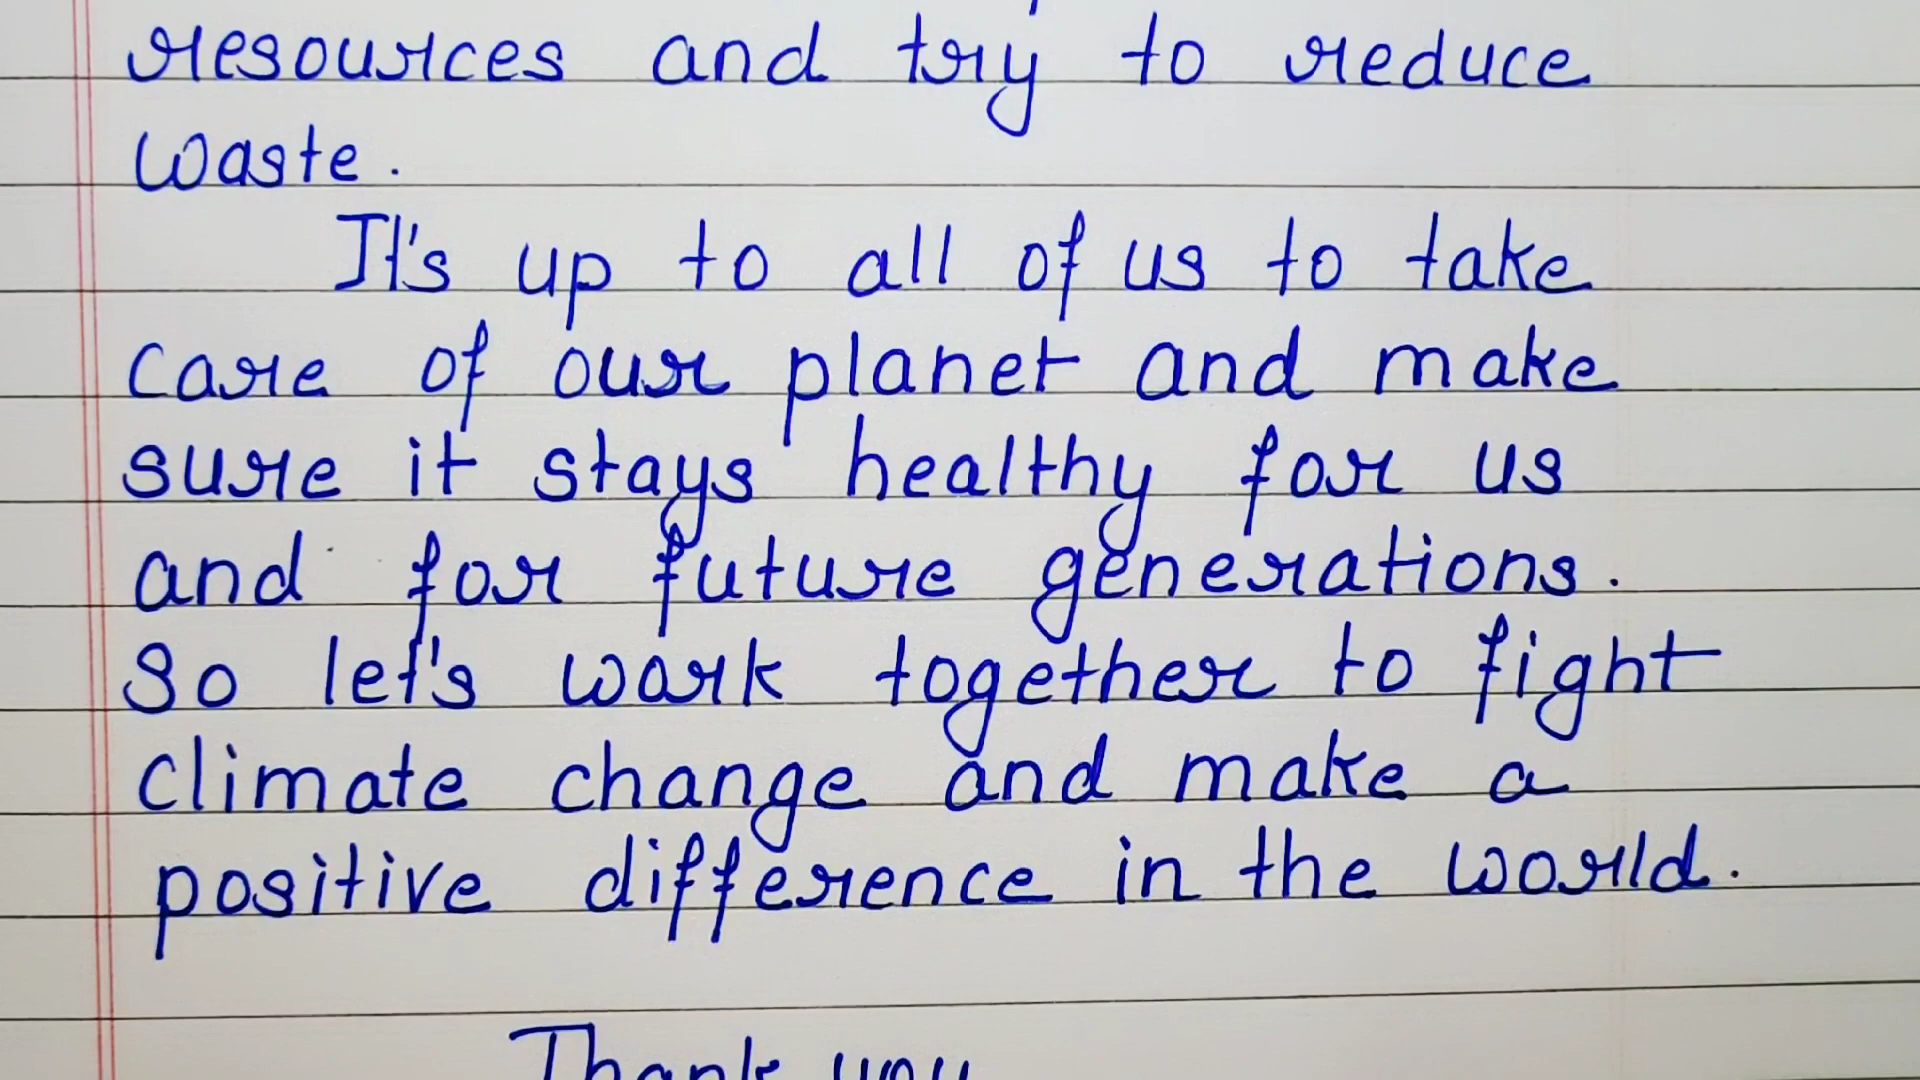 resources and try to reduce
waste.
It's up to all of us to take
care of our planet and make
sure it stays healthy for us
and for future generations.
So let's work together to fight
climate change and make a
positive difference in the world.
Thank you